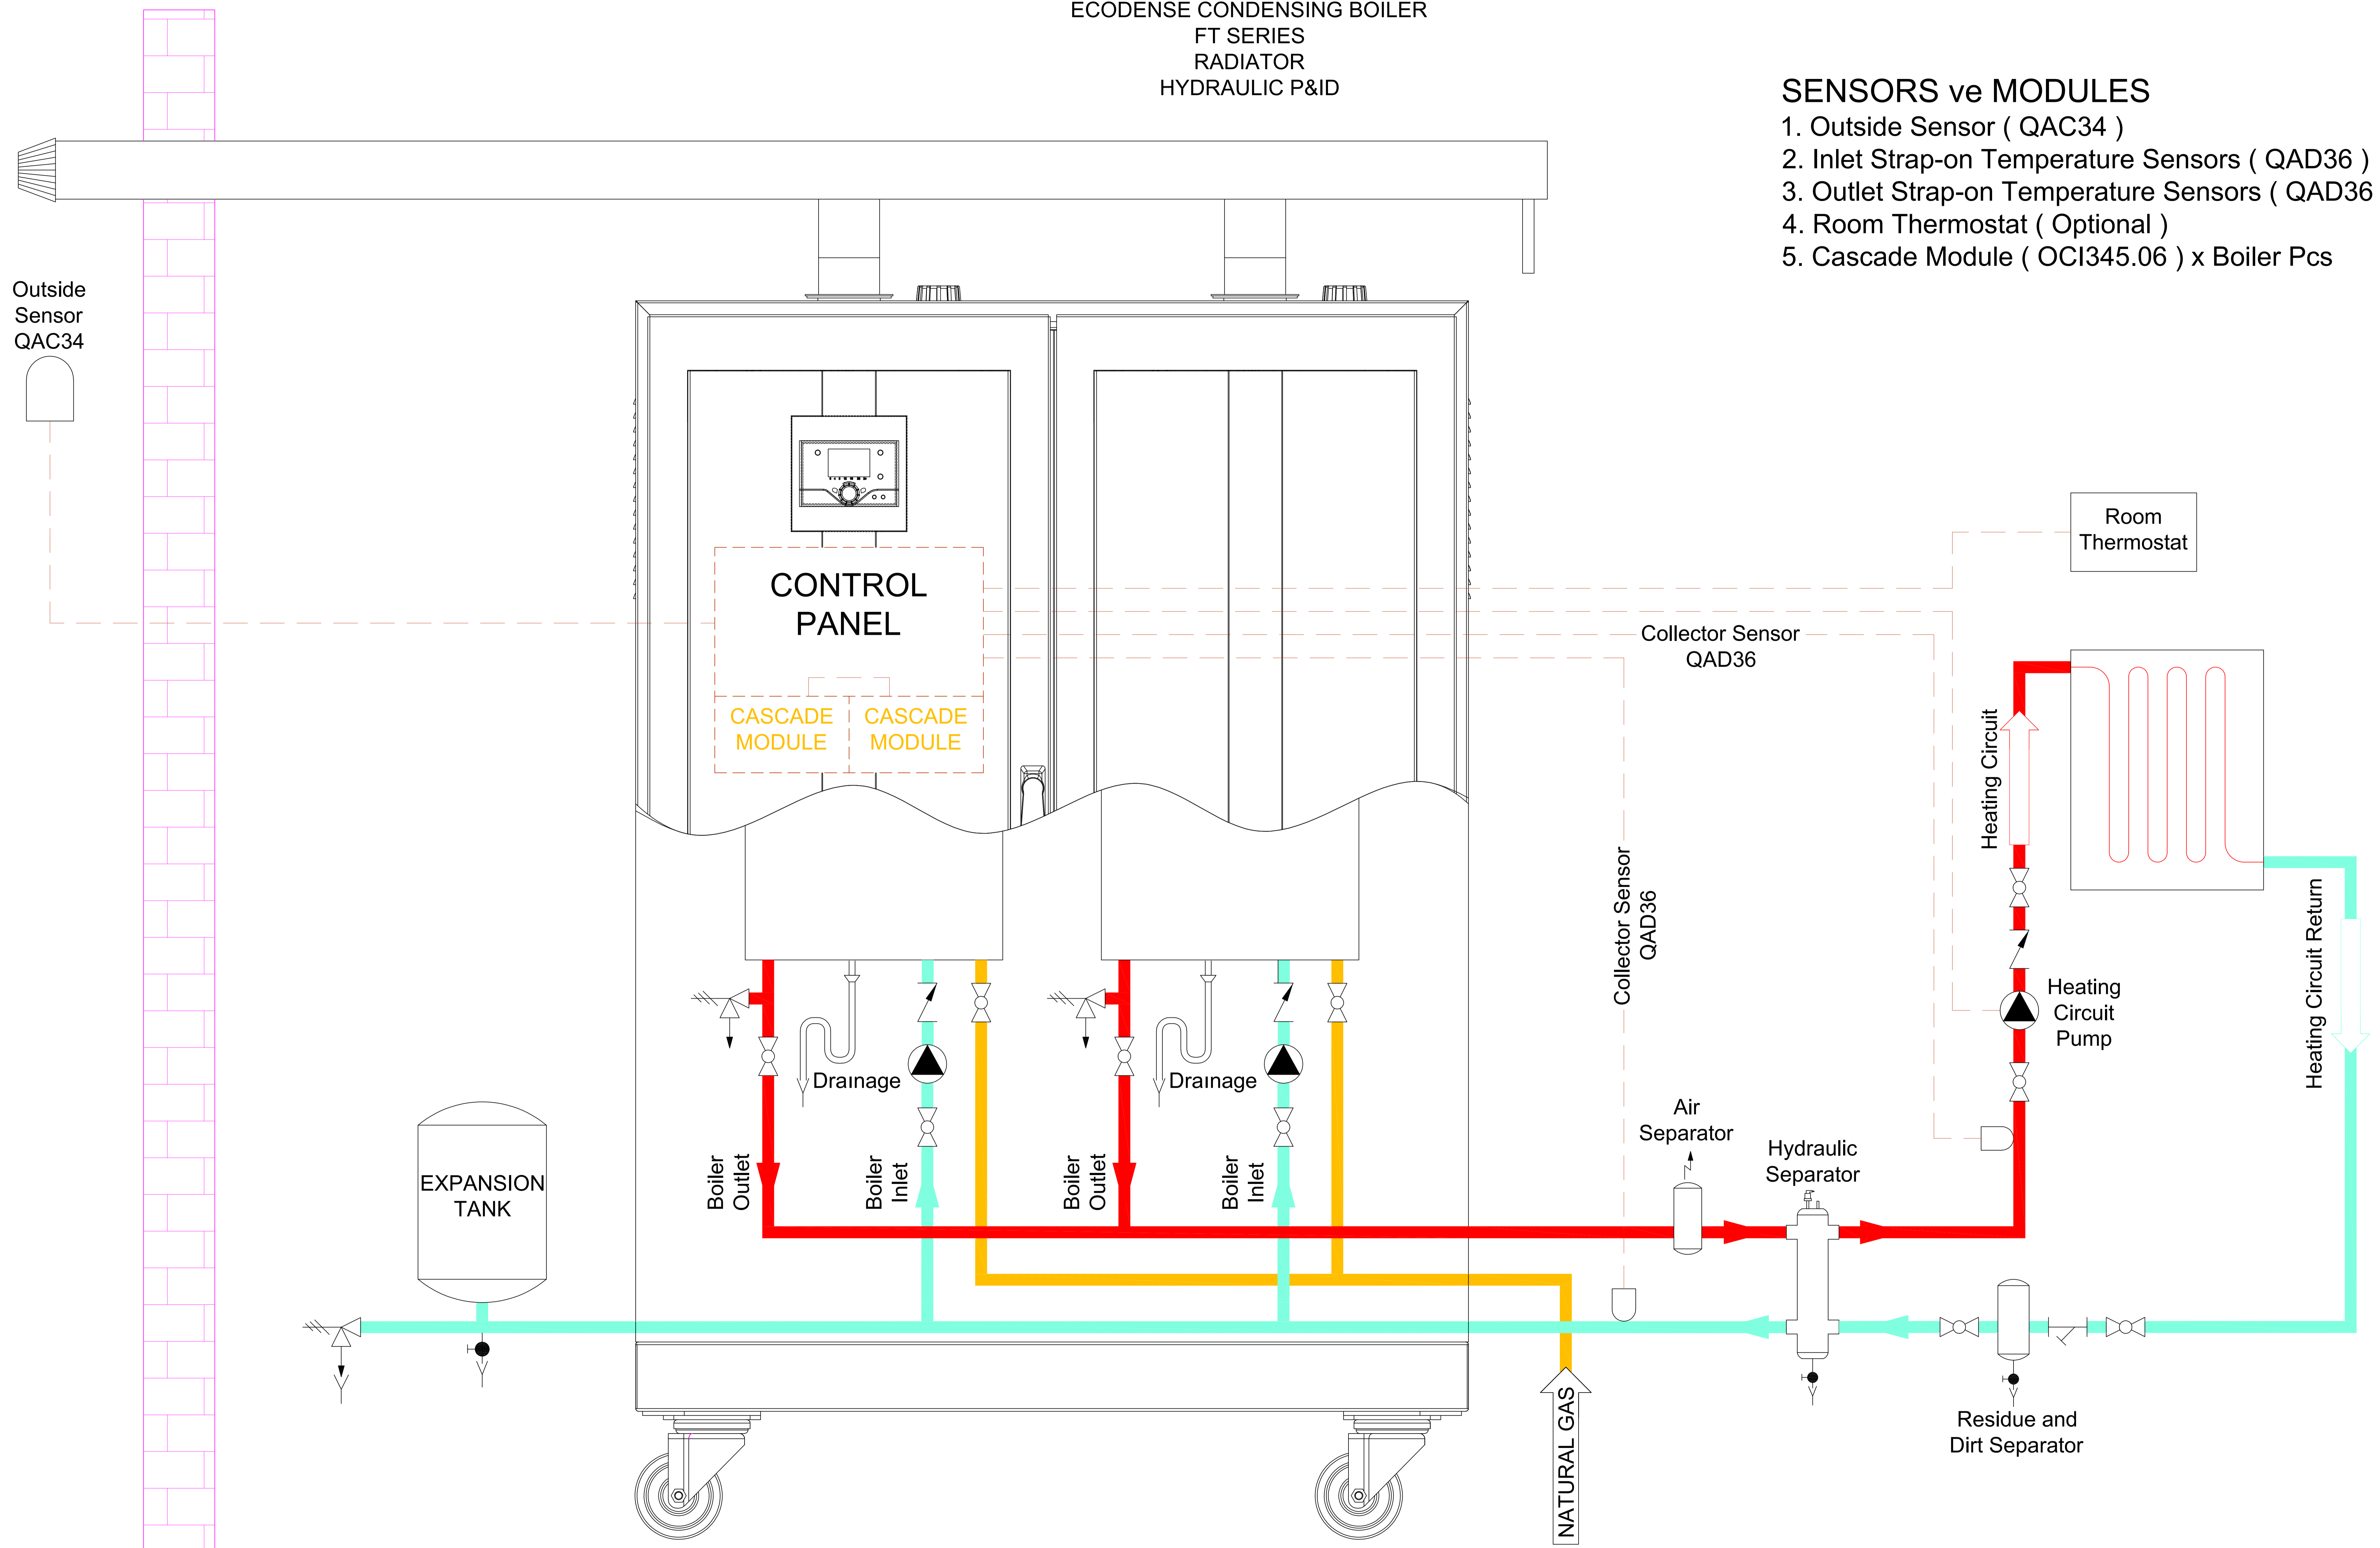 ECODENSE CONDENSING BOILER
FT SERIES
RADIATOR
HYDRAULIC P&ID
SENSORS ve MODULES
1. Outside Sensor ( QAC34 )
2. Inlet Strap-on Temperature Sensors ( QAD36 )
3. Outlet Strap-on Temperature Sensors ( QAD36
4. Room Thermostat ( Optional )
5. Cascade Module ( OCI345.06 ) x Boiler Pcs
Outside
Sensor
QAC34
Room
Thermostat
CONTROL
PANEL
Collector Sensor
QAD36
CASCADE
MODULE
CASCADE
MODULE
Heating Circuit
Collector Sensor
QAD36
Heating Circuit Return
Heating
Circuit
Pump
Draınage
Draınage
Air
Separator
Hydraulic
Separator
EXPANSION
TANK
Boiler
Outlet
Boiler
Inlet
Boiler
Outlet
Boiler
Inlet
NATURAL GAS
Residue and
Dirt Separator